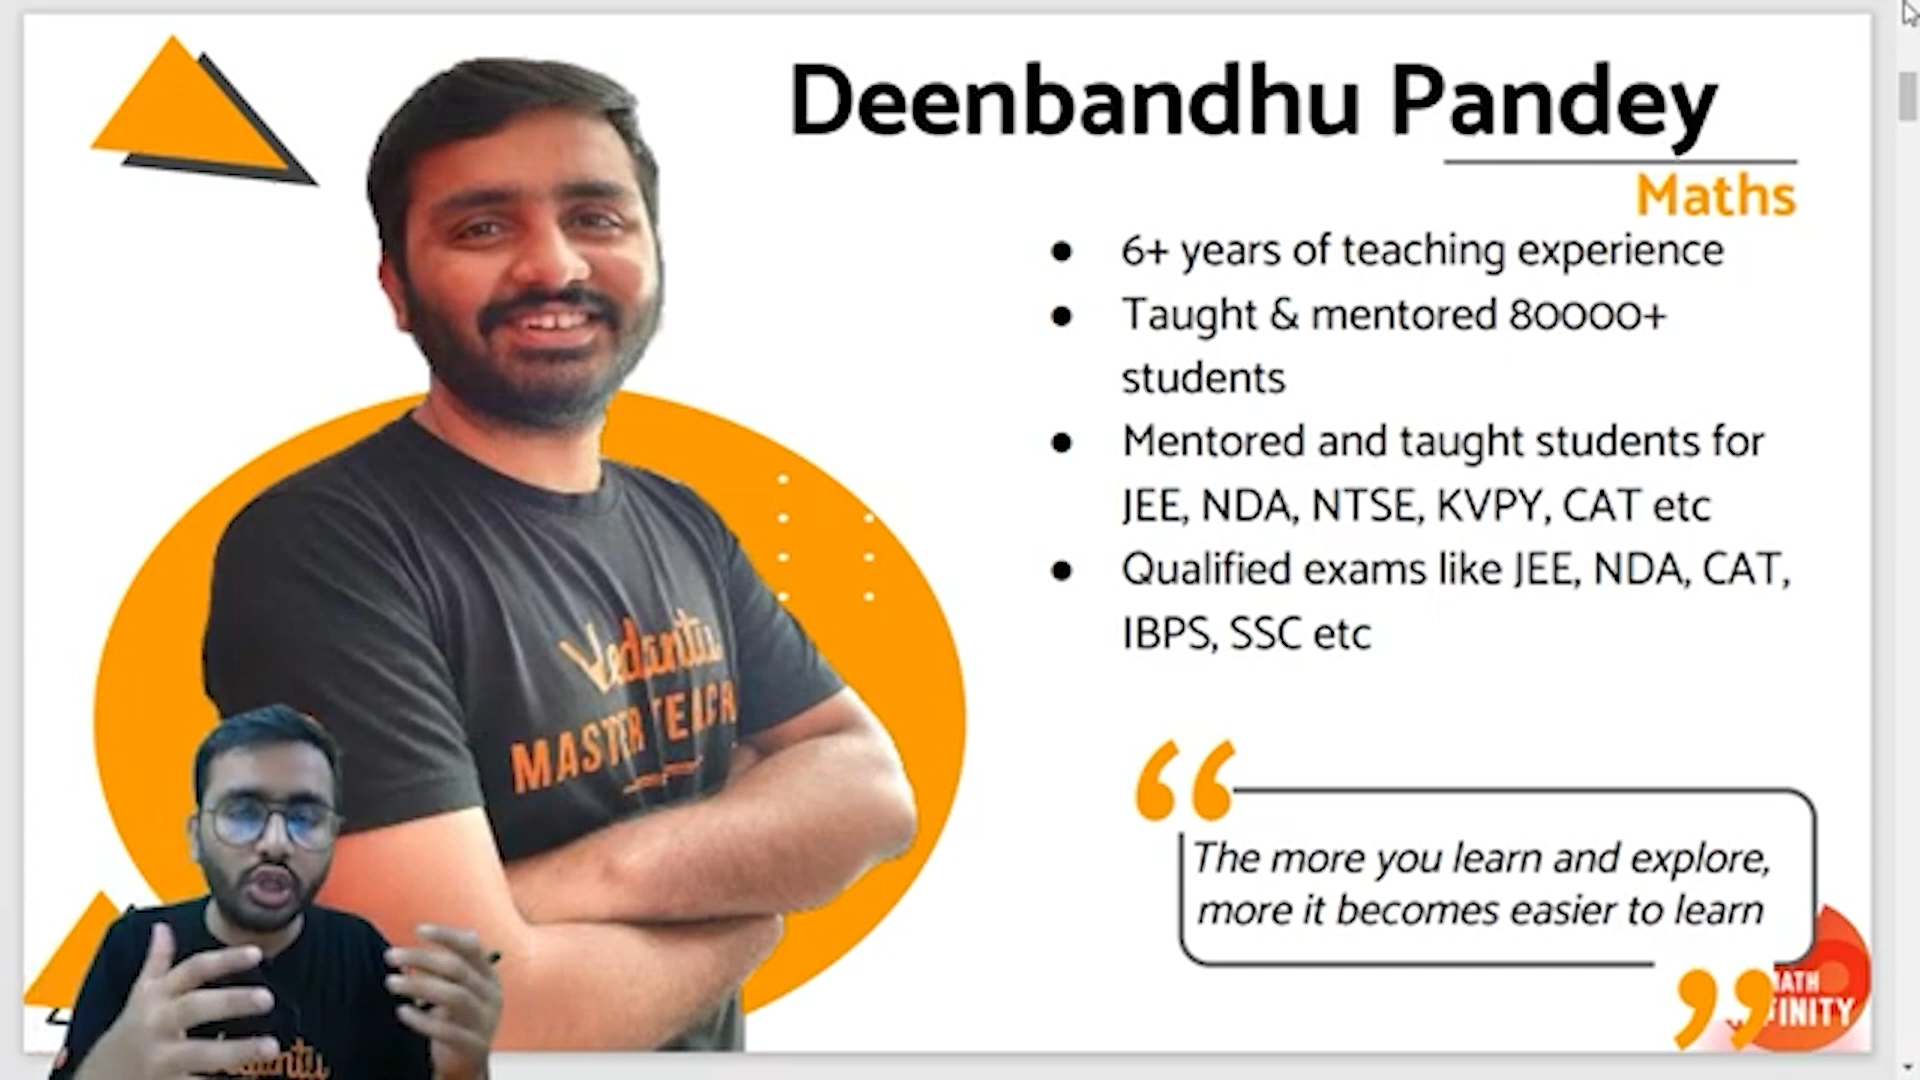 Deenbandhu Pandey
Maths
● 6+ years of teaching experience
● Taught & mentored 80000+
students
● Mentored and taught students for
JEE, NDA, NTSE, KVPY, CAT etc
● Qualified exams like JEE, NDA, CAT,
IBPS, SSC etc
Vedantu
MASTER TEACH
“
The more you learn and explore,
more it becomes easier to learn
”